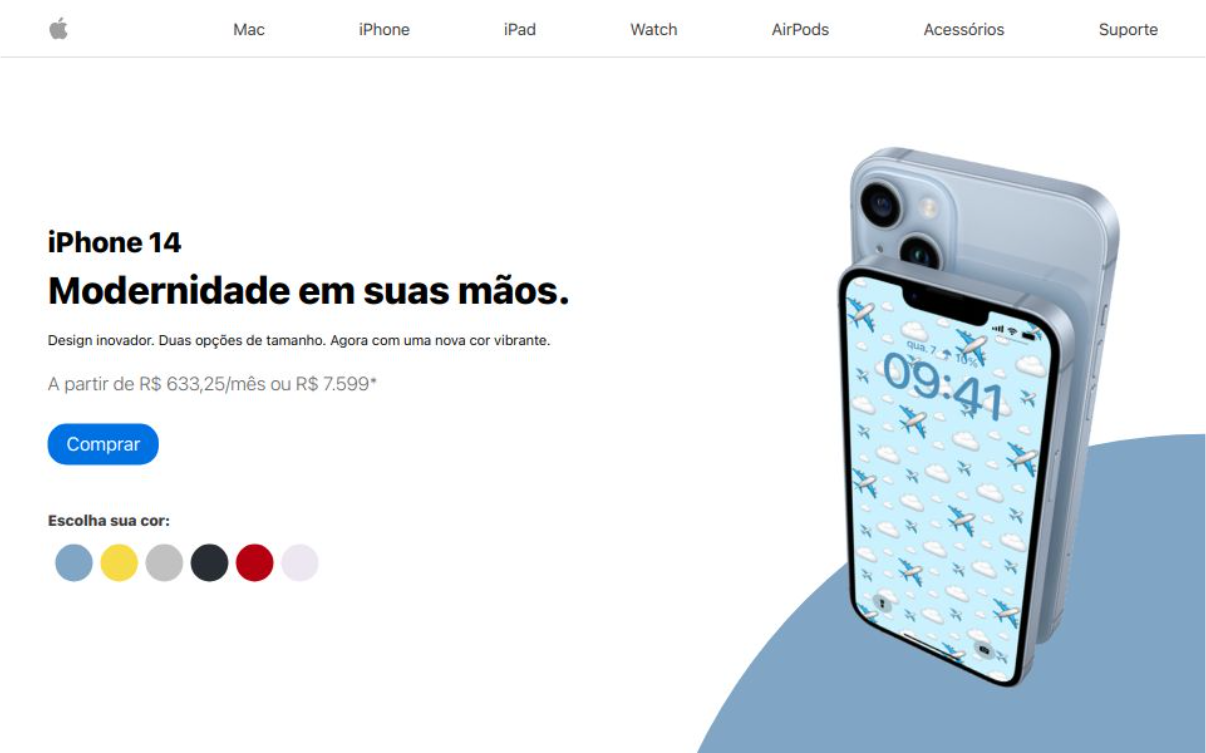 Mac iPhone iPad Watch AirPods Acessórios Suporte
iPhone 14
Modernidade em suas mãos.
Design inovador. Duas opções de tamanho. Agora com uma nova cor vibrante.
A partir de R$ 633,25/mês ou R$ 7.599*
Comprar
Escolha sua cor:
qua. 7 10%
09:41